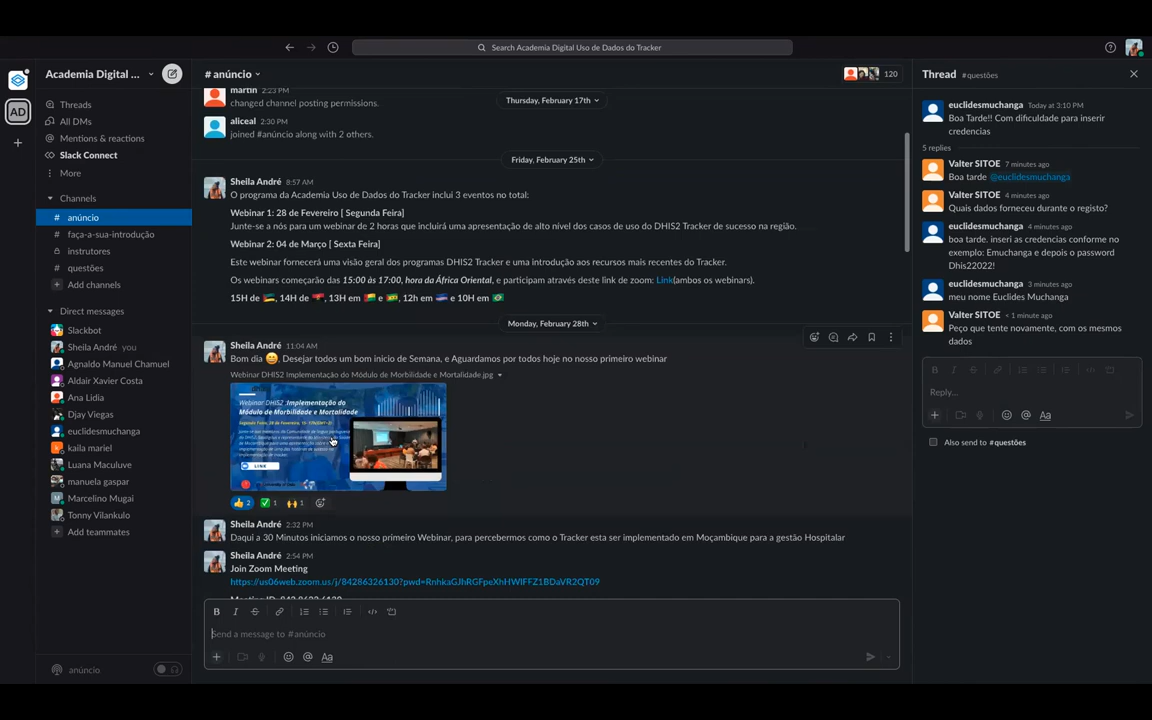 Search Academia Digital Uso de Dados do Tracker
Academia Digital ...
AD
Threads
All DMs
Mentions & reactions
Slack Connect
More
Channels
# anúncio
# faça-a-sua-introdução
instrutores
# questões
Add channels
Direct messages
Slackbot
Sheila André you
Agnaldo Manuel Chamuel
Aldair Xavier Costa
Ana Lidia
Djay Viegas
euclidesmuchanga
kaila mariel
Luana Maculuve
manuela gaspar
Marcelino Mugai
Tonny Vilankulo
Add teammates
anúncio
# anúncio
120
martin 2:23 PM
changed channel posting permissions.
Thursday, February 17th
aliceal 2:30 PM
joined #anúncio along with 2 others.
Friday, February 25th
Sheila André 8:57 AM
O programa da Academia Uso de Dados do Tracker inclui 3 eventos no total:
Webinar 1: 28 de Fevereiro [ Segunda Feira]
Junte-se a nós para um webinar de 2 horas que incluirá uma apresentação de alto nível dos casos de uso do DHIS2 Tracker de sucesso na região.
Webinar 2: 04 de Março [ Sexta Feira]
Este webinar fornecerá uma visão geral dos programas DHIS2 Tracker e uma introdução aos recursos mais recentes do Tracker.
Os webinars começarão das 15:00 às 17:00, hora da África Oriental, e participam através deste link de zoom: Link(ambos os webinars).
15H de 🇲🇿, 14H de 🇦🇴, 13H em 🇬🇼 e 🇸🇹, 12h em 🇨🇻 e 10H em 🇧🇷
Monday, February 28th
Sheila André 11:04 AM
Bom dia 😄 Desejar todos um bom inicio de Semana, e Aguardamos por todos hoje no nosso primeiro webinar
Webinar DHIS2 Implementação do Módulo de Morbilidade e Mortalidade.jpg
Webinar DHIS2 :Implementação do
Módulo de Morbilidade e Mortalidade
LINK
👍 2 ✅ 1 🙌 1
Sheila André 2:32 PM
Daqui a 30 Minutos iniciamos o nosso primeiro Webinar, para percebermos como o Tracker esta ser implementado em Moçambique para a gestão Hospitalar
Sheila André 2:54 PM
Join Zoom Meeting
https://us06web.zoom.us/j/84286326130?pwd=RnhkaGJhRGFpeXhHWlFFZ1BDaVR2QT09
Send a message to #anúncio
Thread #questões
euclidesmuchanga Today at 3:10 PM
Boa Tarde!! Com dificuldade para inserir
credencias
5 replies
Valter SITOE 7 minutes ago
Boa tarde @euclidesmuchanga
Valter SITOE 4 minutes ago
Quais dados forneceu durante o registo?
euclidesmuchanga 4 minutes ago
boa tarde. inseri as credencias conforme no
exemplo: Emuchanga e depois o password
Dhis22022!
euclidesmuchanga 3 minutes ago
meu nome Euclides Muchanga
Valter SITOE < 1 minute ago
Peço que tente novamente, com os mesmos
dados
Reply...
Also send to #questões